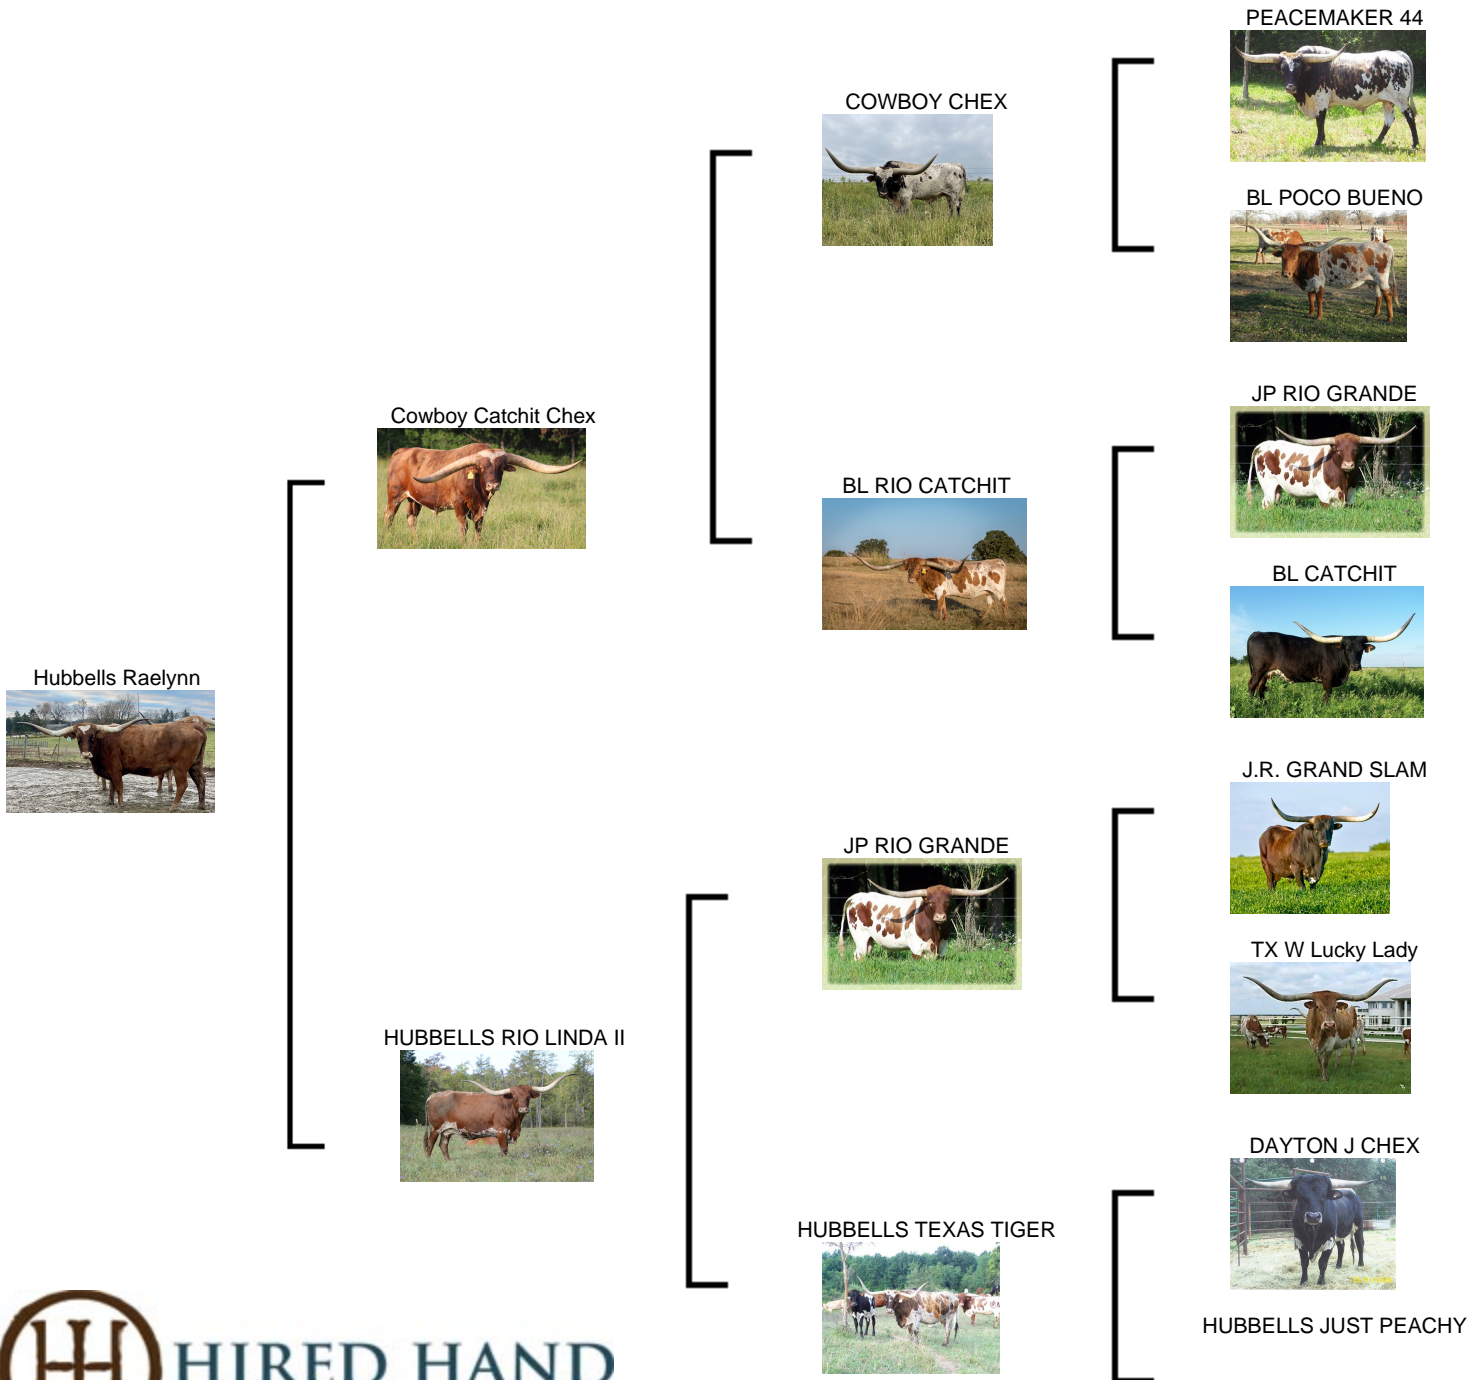 PEACEMAKER 44
COWBOY CHEX
BL POCO BUENO
Cowboy Catchit Chex
JP RIO GRANDE
BL RIO CATCHIT
BL CATCHIT
Hubbells Raelynn
J.R. GRAND SLAM
JP RIO GRANDE
TX W Lucky Lady
HUBBELLS RIO LINDA II
DAYTON J CHEX
HUBBELLS TEXAS TIGER
HUBBELLS JUST PEACHY
HIRED HAND